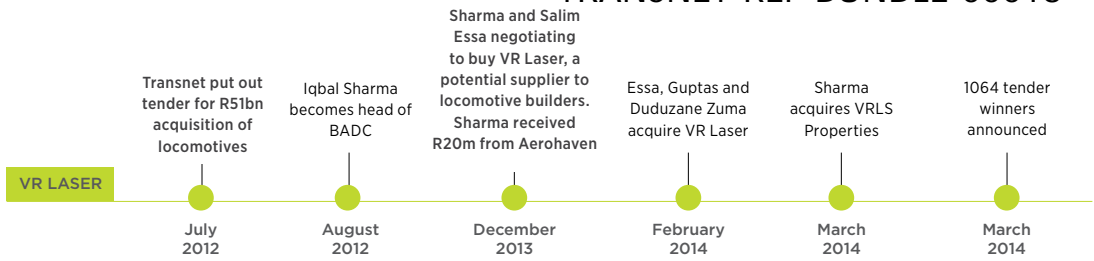 Sharma and Salim
Essa negotiating
to buy VR Laser, a
potential supplier to
locomotive builders.
Sharma received
R20m from Aerohaven
Transnet put out
tender for R51bn
acquisition of
locomotives
Iqbal Sharma
becomes head of
BADC
Essa, Guptas and
Duduzane Zuma
acquire VR Laser
Sharma
acquires VRLS
Properties
1064 tender
winners
announced
VR LASER
July
2012
August
2012
December
2013
February
2014
March
2014
March
2014